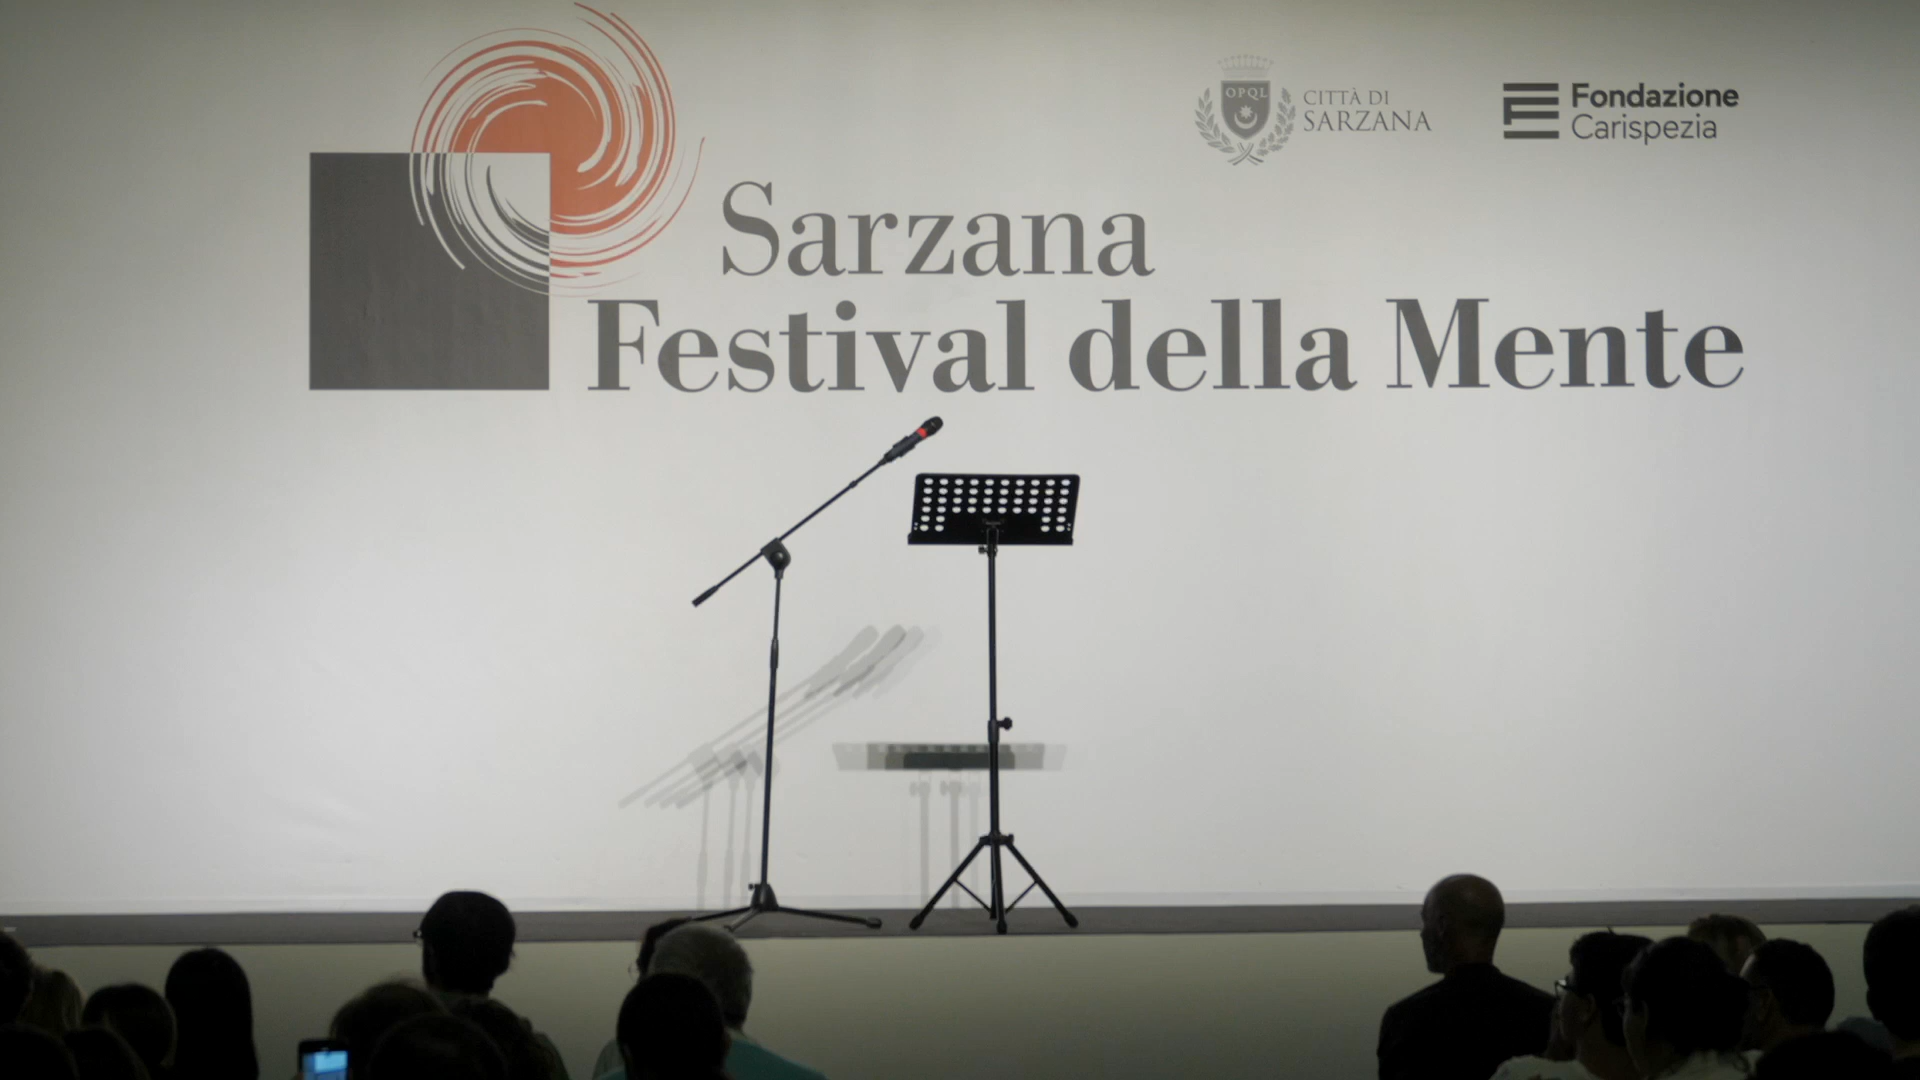 OPQL
CITTÀ DI
SARZANA
Fondazione
Carispezia
Sarzana
Festival della Mente